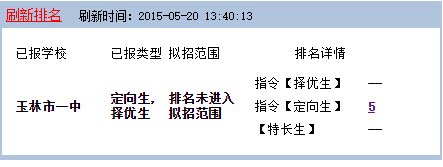 刷新排名 刷新时间：2015-05-20 13:40:13
已报学校 已报类型 拟招范围 排名详情
指令【择优生】 ——
玉林市一中 定向生，择优生 排名未进入拟招范围 指令【定向生】 5
【特长生】 ——